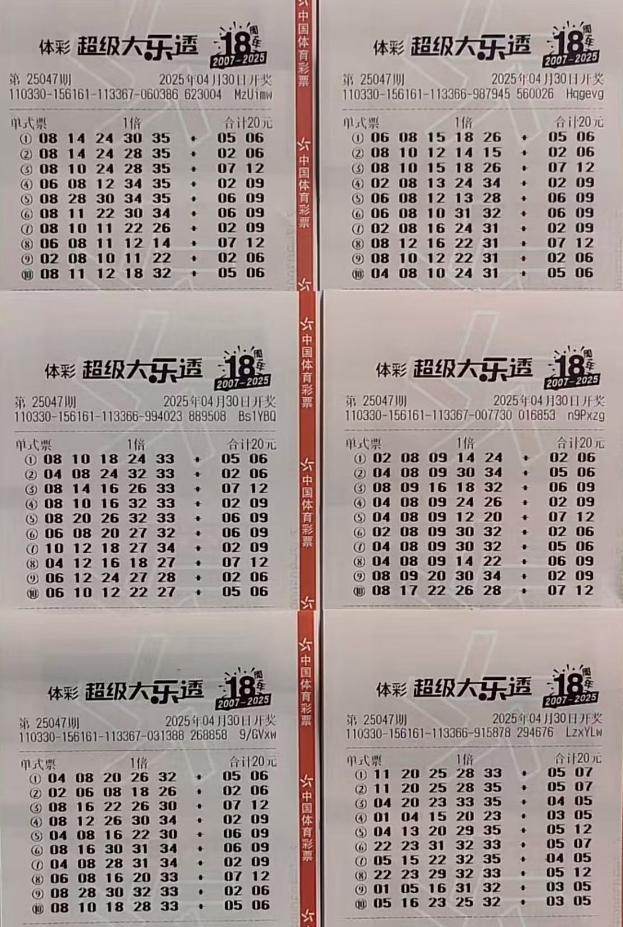 体彩 超级大乐透 18周年
2007-2025
第 25047期 2025年04月30日开奖
110330-156161-113367-060386 623004 MzUimw
单式票 1倍 合计20元
① 08 14 24 30 35 + 05 06
② 08 14 24 28 35 + 02 06
③ 08 10 24 28 35 + 07 12
④ 06 08 12 34 35 + 02 09
⑤ 08 28 30 34 35 + 06 09
⑥ 08 11 22 30 34 + 06 09
⑦ 08 10 11 22 26 + 02 09
⑧ 06 08 11 12 14 + 07 12
⑨ 02 08 10 11 22 + 02 06
⑩ 08 11 12 18 32 + 05 06
中国体育彩票
中国体育彩票
体彩 超级大乐透 18周年
2007-2025
第 25047期 2025年04月30日开奖
110330-156161-113366-987945 560026 Hqgevg
单式票 1倍 合计20元
① 06 08 15 18 26 + 05 06
② 08 10 12 14 15 + 02 06
③ 08 10 15 18 26 + 07 12
④ 02 08 13 24 34 + 02 09
⑤ 06 08 12 13 28 + 06 09
⑥ 06 08 10 31 32 + 06 09
⑦ 02 08 16 24 31 + 02 09
⑧ 08 12 16 22 31 + 07 12
⑨ 08 10 12 22 31 + 02 06
⑩ 04 08 10 24 31 + 05 06
体彩 超级大乐透 18周年
2007-2025
第 25047期 2025年04月30日开奖
110330-156161-113366-994023 889508 Bs1YBQ
单式票 1倍 合计20元
① 08 10 18 24 33 + 05 06
② 04 08 24 32 33 + 02 06
③ 08 14 16 26 33 + 07 12
④ 08 10 16 32 33 + 02 09
⑤ 08 20 26 32 33 + 06 09
⑥ 06 08 20 27 32 + 06 09
⑦ 10 12 18 27 34 + 02 09
⑧ 04 12 16 18 27 + 07 12
⑨ 06 12 24 27 28 + 02 06
⑩ 06 10 12 22 27 + 05 06
中国体育彩票
中国体育彩票
体彩 超级大乐透 18周年
2007-2025
第 25047期 2025年04月30日开奖
110330-156161-113367-007730 016853 n9Pxzg
单式票 1倍 合计20元
① 02 08 09 14 24 + 02 06
② 04 08 09 30 34 + 05 06
③ 08 09 16 18 32 + 06 09
④ 04 08 09 24 26 + 02 09
⑤ 04 08 09 12 20 + 07 12
⑥ 02 08 09 30 32 + 02 06
⑦ 04 08 09 30 32 + 05 06
⑧ 04 08 09 14 22 + 06 09
⑨ 08 09 20 30 34 + 02 09
⑩ 08 17 22 26 28 + 07 12
体彩 超级大乐透 18周年
2007-2025
第 25047期 2025年04月30日开奖
110330-156161-113367-031388 268858 9/GVxw
单式票 1倍 合计20元
① 04 08 20 26 32 + 05 06
② 02 06 08 18 26 + 02 06
③ 08 16 22 26 30 + 07 12
④ 08 12 26 30 34 + 02 09
⑤ 04 08 16 22 30 + 06 09
⑥ 08 16 30 31 34 + 06 09
⑦ 04 08 28 31 34 + 02 09
⑧ 06 08 16 20 33 + 07 12
⑨ 08 28 30 32 33 + 02 06
⑩ 08 10 18 28 33 + 05 06
中国体育彩票
中国体育彩票
体彩 超级大乐透 18周年
2007-2025
第 25047期 2025年04月30日开奖
110330-156161-113366-915878 294676 LzxYLw
单式票 1倍 合计20元
① 11 20 25 28 33 + 05 07
② 11 20 25 28 35 + 05 07
③ 04 20 23 33 35 + 04 05
④ 01 04 15 20 23 + 03 05
⑤ 04 13 20 29 35 + 05 12
⑥ 22 23 31 32 33 + 05 07
⑦ 05 15 22 32 35 + 04 05
⑧ 22 23 29 32 33 + 05 12
⑨ 01 05 16 31 32 + 03 05
⑩ 05 16 23 25 32 + 03 05